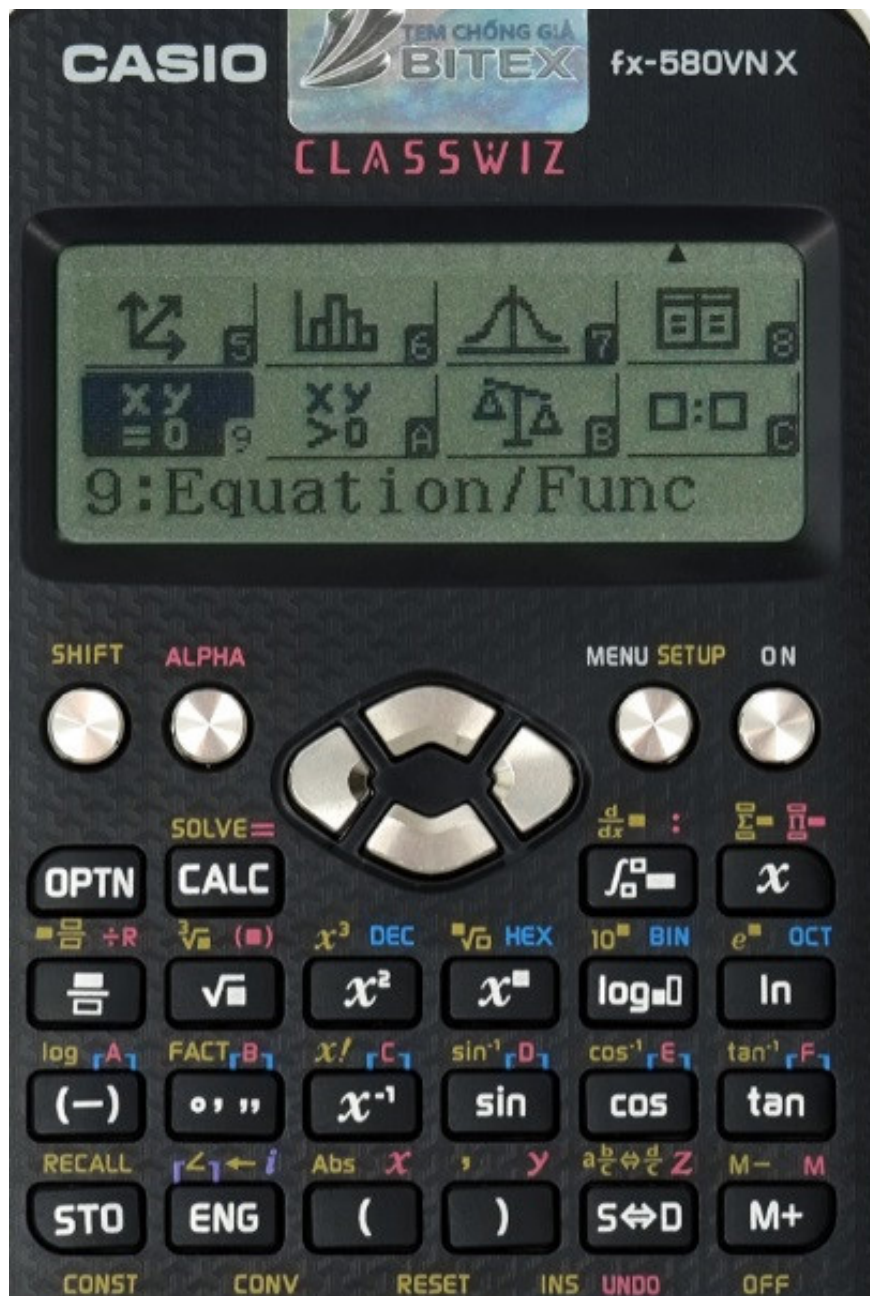 CASIO
TEM CHỐNG GIẢ
BITEX
fx-580VN X
CLASSWIZ
5 6 7 8
x y =0 9 x y >0 A B □:□ C
9:Equation/Func
SHIFT ALPHA MENU SETUP ON
SOLVE = d/dx■ : Σ■ Π■
OPTN CALC ∫■ x
■ ÷R ³√■ (■) x³ DEC ■√□ HEX 10■ BIN e■ OCT
√■ x² x■ log■□ ln
log A FACT B x! C sin⁻¹ D cos⁻¹ E tan⁻¹ F
(−) ° ’ ” x⁻¹ sin cos tan
RECALL ∠ ← i Abs x , y a b/c ⇔ d/c z M− M
STO ENG ( ) S⇔D M+
CONST CONV RESET INS UNDO OFF